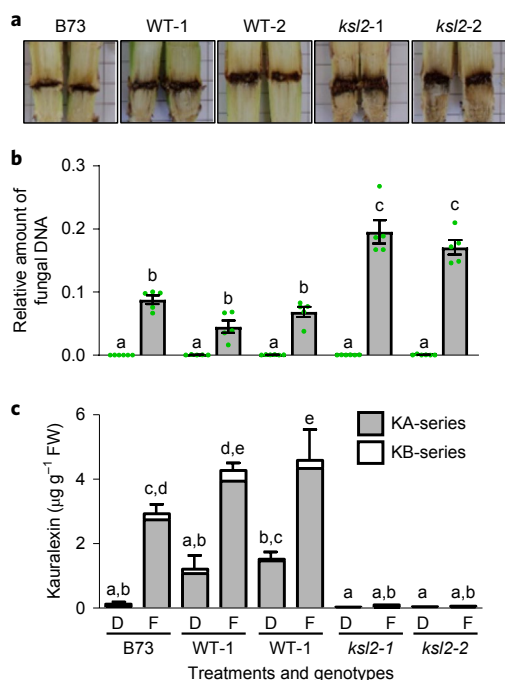 a
B73 WT-1 WT-2 ksl2-1 ksl2-2
b
Relative amount of
fungal DNA
0.3
0.2
0.1
0.0
a b a b a b a c a c
c
Kauralexin (µg g⁻¹ FW)
6
4
2
0
KA-series
KB-series
a,b c,d a,b d,e b,c e a a,b a a,b
D F D F D F D F D F
B73 WT-1 WT-1 ksl2-1 ksl2-2
Treatments and genotypes